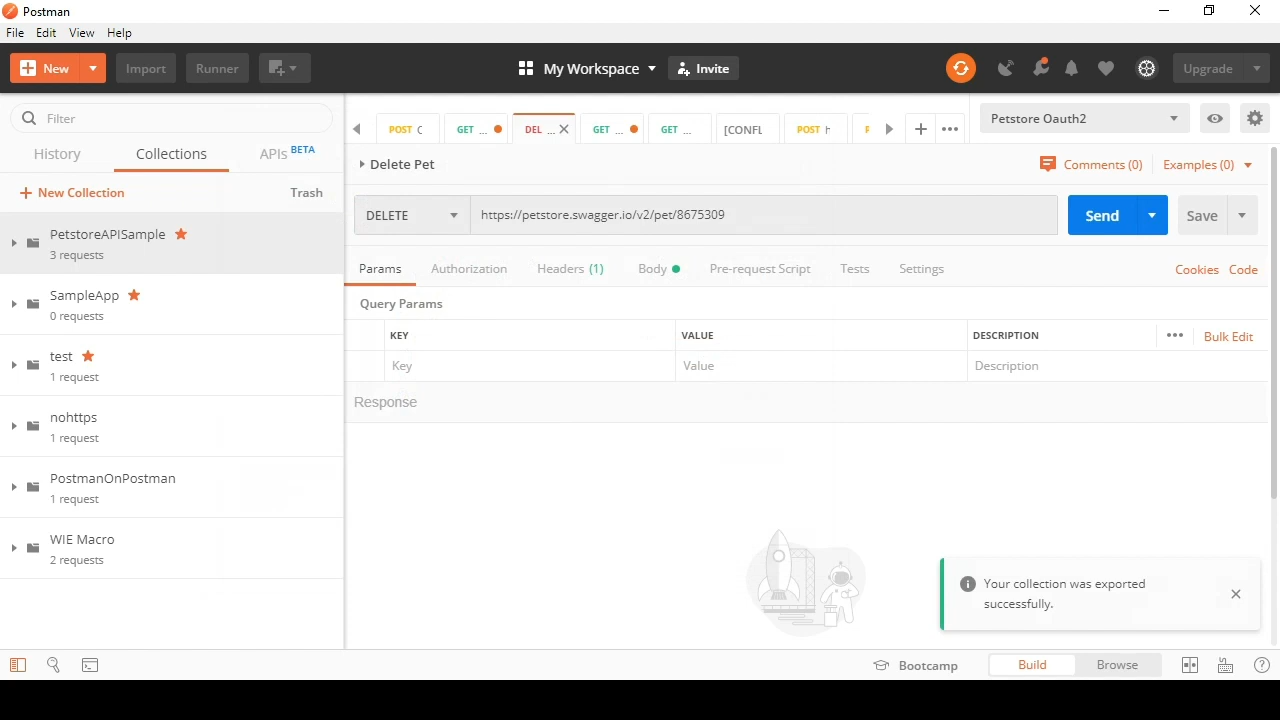 Postman
File Edit View Help
New Import Runner My Workspace Invite Upgrade
Filter
History Collections APIs BETA
New Collection Trash
PetstoreAPISample
3 requests
SampleApp
0 requests
test
1 request
nohttps
1 request
PostmanOnPostman
1 request
WIE Macro
2 requests
POST GET ... DEL ... GET ... GET ... [CONFL POST Petstore Oauth2
Delete Pet Comments (0) Examples (0)
DELETE https://petstore.swagger.io/v2/pet/8675309 Send Save
Params Authorization Headers (1) Body Pre-request Script Tests Settings Cookies Code
Query Params
KEY VALUE DESCRIPTION ••• Bulk Edit
Key Value Description
Response
Your collection was exported
successfully.
Bootcamp Build Browse